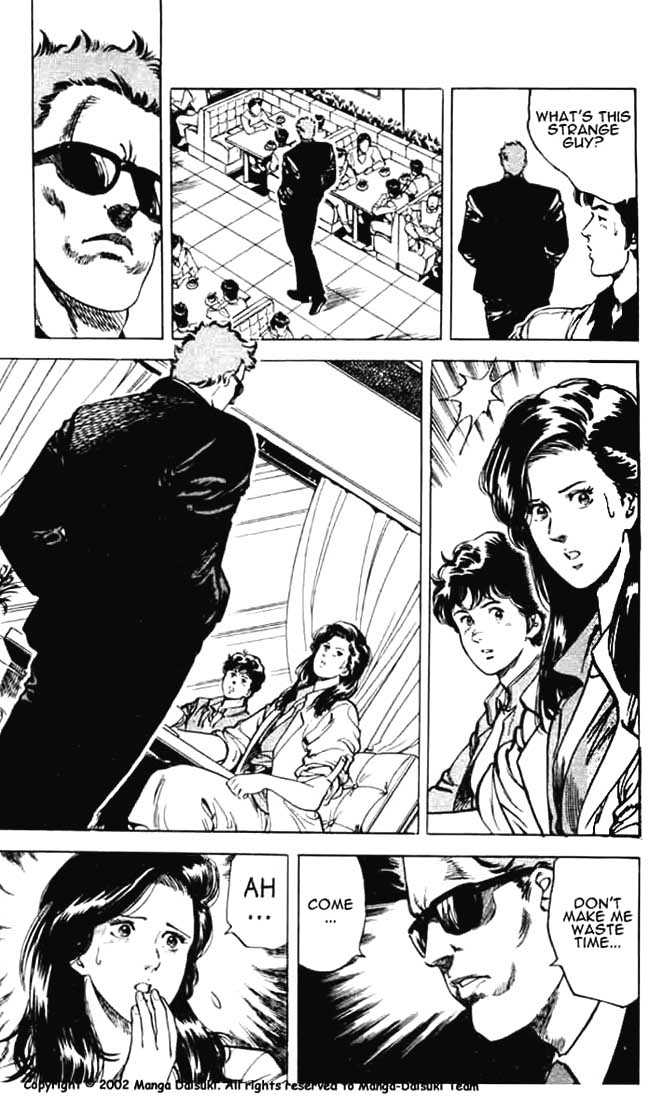 WHAT'S THIS
STRANGE
GUY?
DON'T
MAKE ME
WASTE
TIME...
COME
...
AH
...
Copyright © 2002 Manga Daisuki. All rights reserved to Manga-Daisuki Team